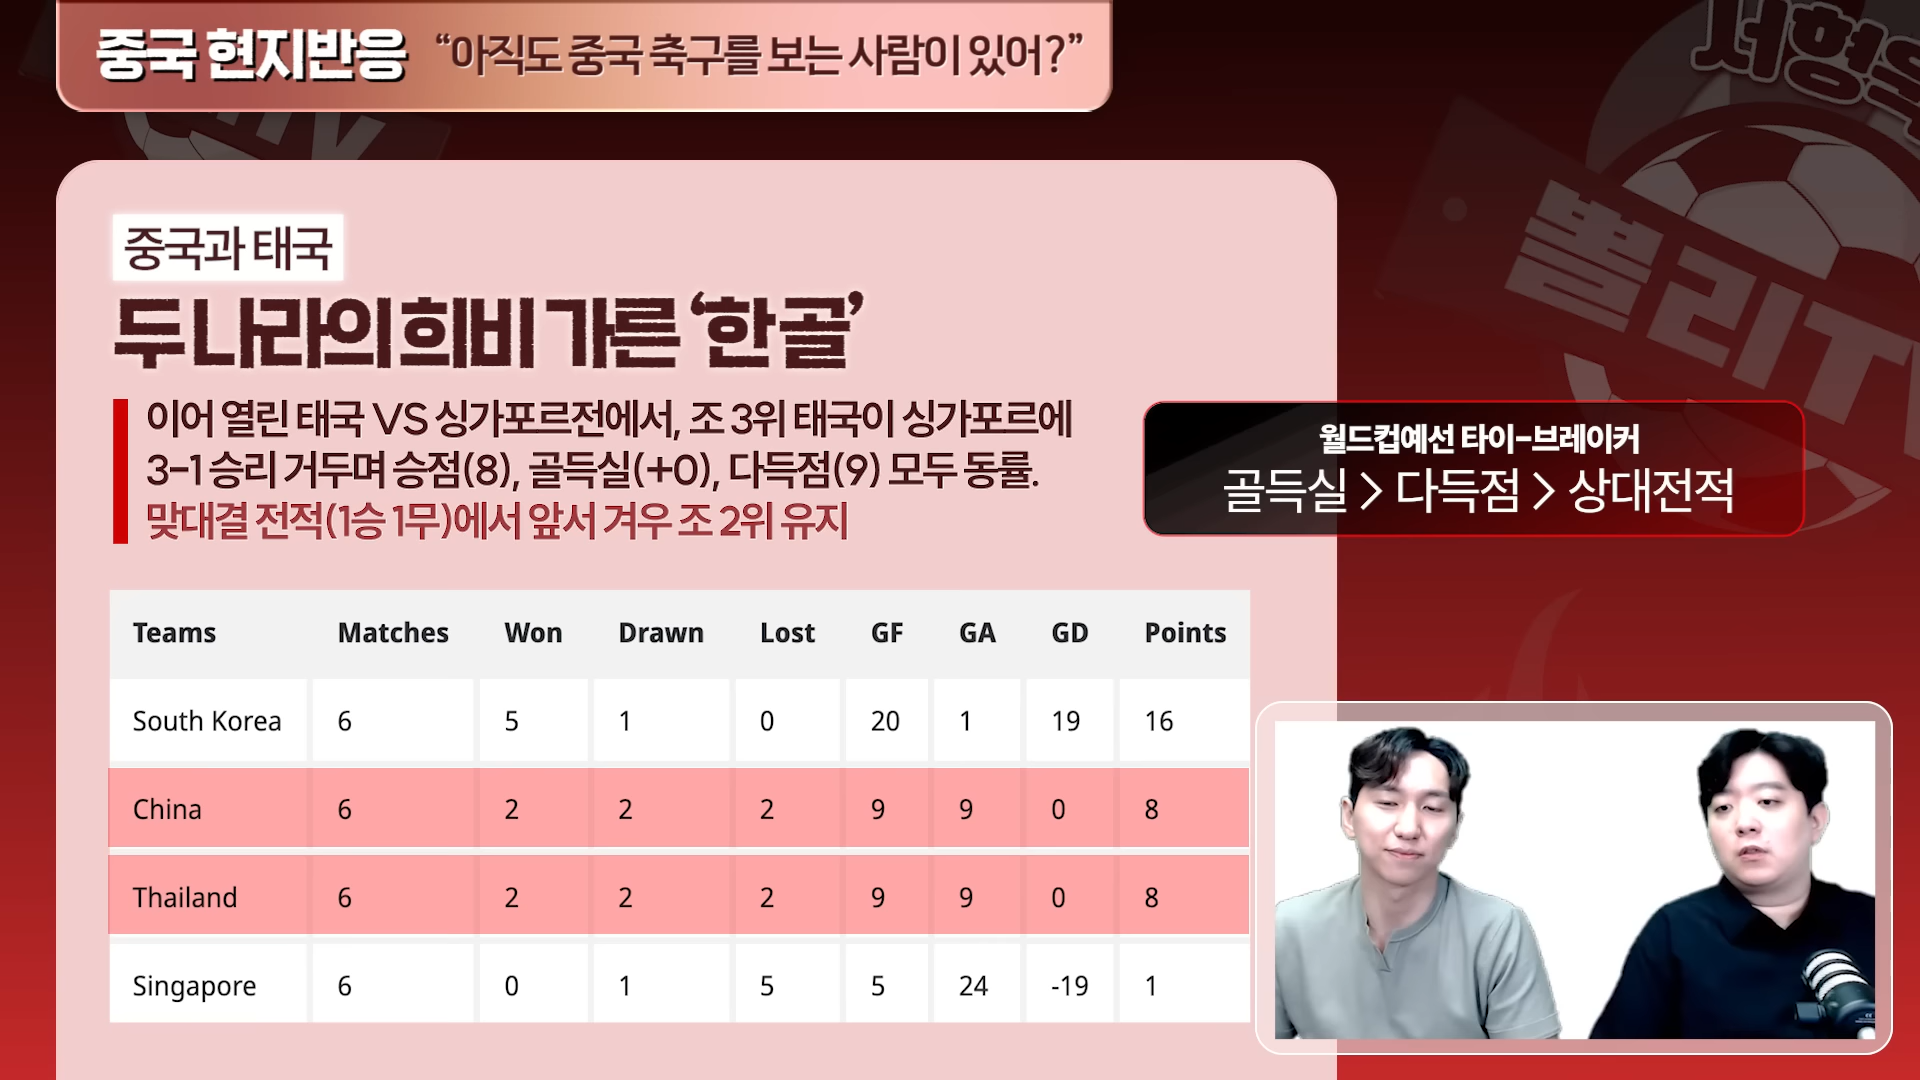 중국 현지반응 “아직도 중국 축구를 보는 사람이 있어?”
중국과 태국
두 나라의 희비 가른 ‘한 골’
이어 열린 태국 VS 싱가포르전에서, 조 3위 태국이 싱가포르에
3-1 승리 거두며 승점(8), 골득실(+0), 다득점(9) 모두 동률.
맞대결 전적(1승 1무)에서 앞서 겨우 조 2위 유지
월드컵예선 타이-브레이커
골득실 > 다득점 > 상대전적
Teams Matches Won Drawn Lost GF GA GD Points
South Korea 6 5 1 0 20 1 19 16
China 6 2 2 2 9 9 0 8
Thailand 6 2 2 2 9 9 0 8
Singapore 6 0 1 5 5 24 -19 1
서형욱
뽈리TV